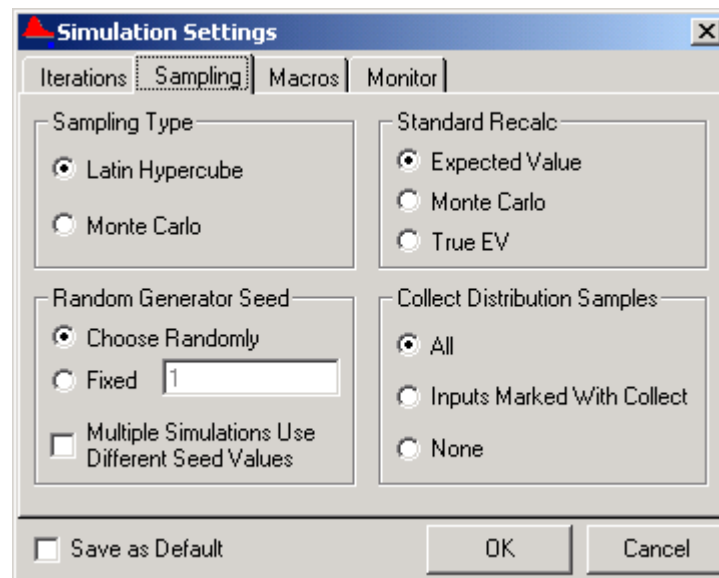 Simulation Settings
Iterations Sampling Macros Monitor
Sampling Type
Latin Hypercube
Monte Carlo
Standard Recalc
Expected Value
Monte Carlo
True EV
Random Generator Seed
Choose Randomly
Fixed 1
Multiple Simulations Use
Different Seed Values
Collect Distribution Samples
All
Inputs Marked With Collect
None
Save as Default
OK
Cancel